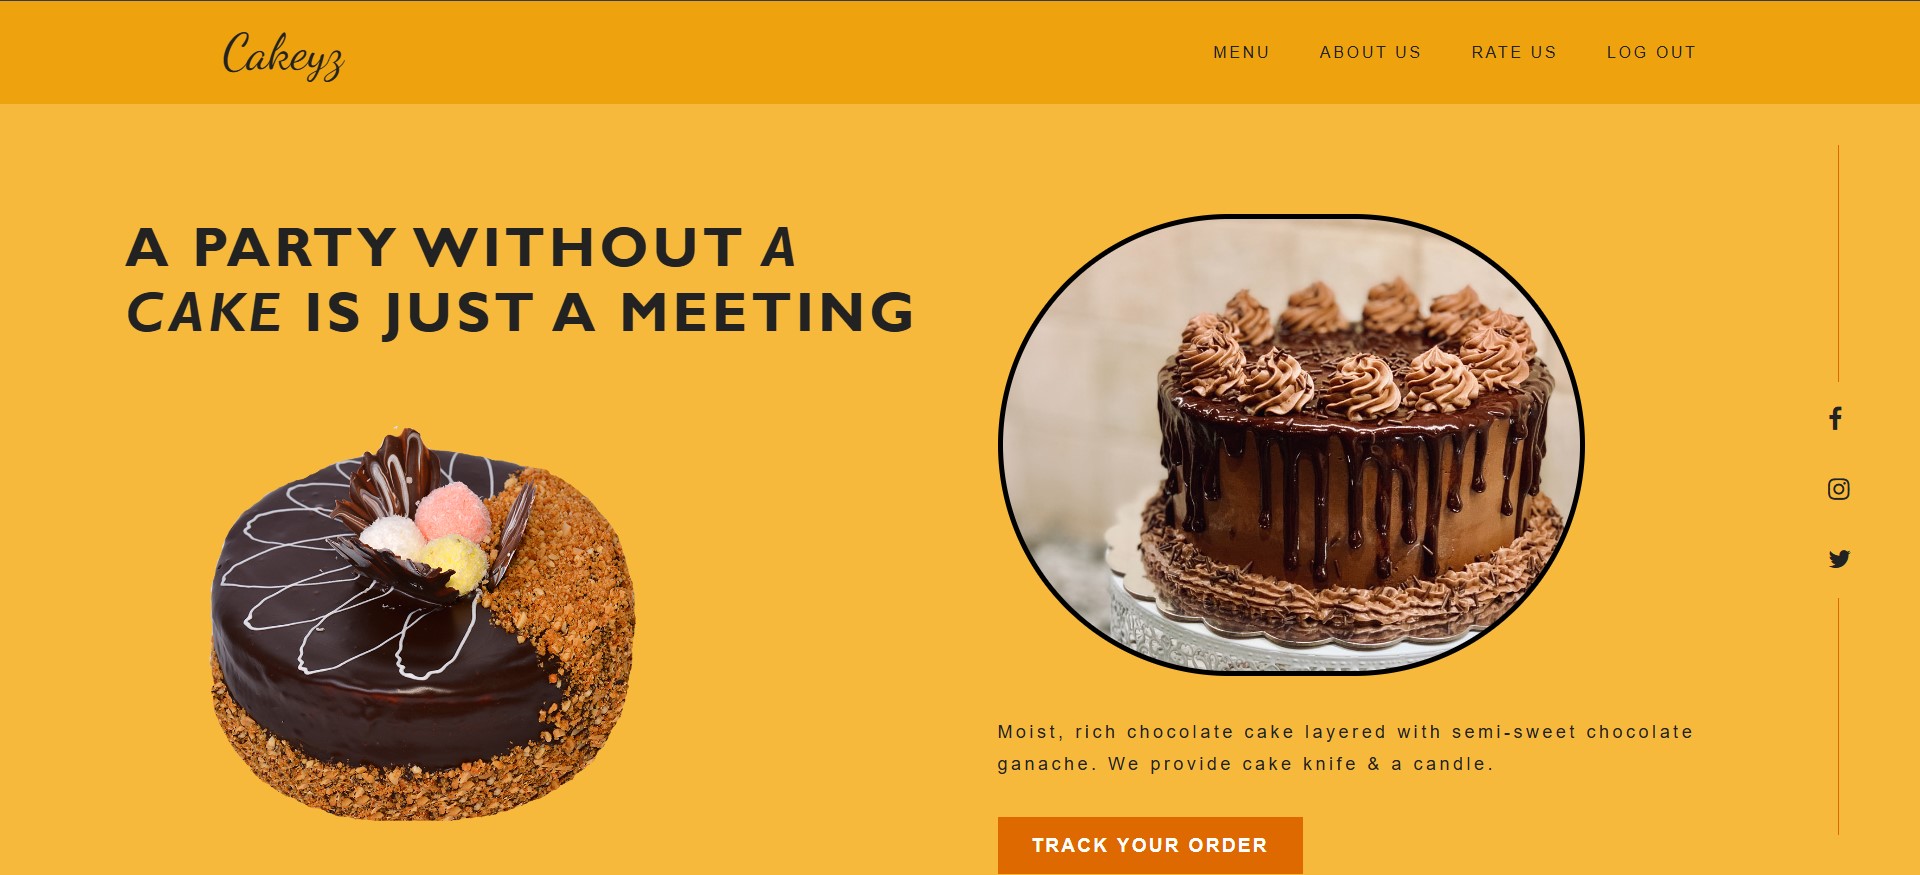 Cakeyz
MENU
ABOUT US
RATE US
LOG OUT
A PARTY WITHOUT A
CAKE IS JUST A MEETING
Moist, rich chocolate cake layered with semi-sweet chocolate
ganache. We provide cake knife & a candle.
TRACK YOUR ORDER